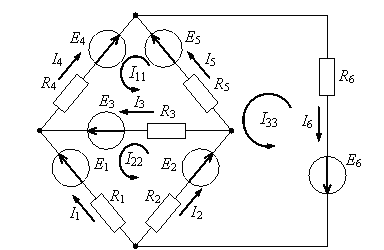 E4 E5
I4 I5
R4 I11 R5 R6
E3 I3 R3
I33 I6
E1 I22 E2 E6
R1 R2
I1 I2